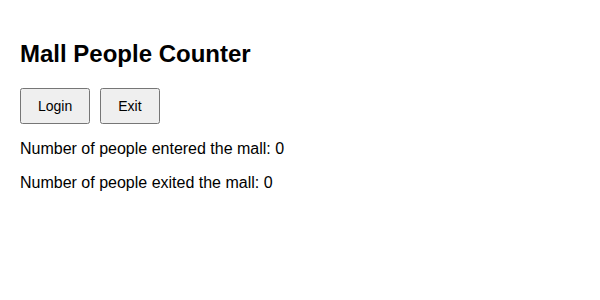 Mall People Counter
Login Exit
Number of people entered the mall: 0
Number of people exited the mall: 0